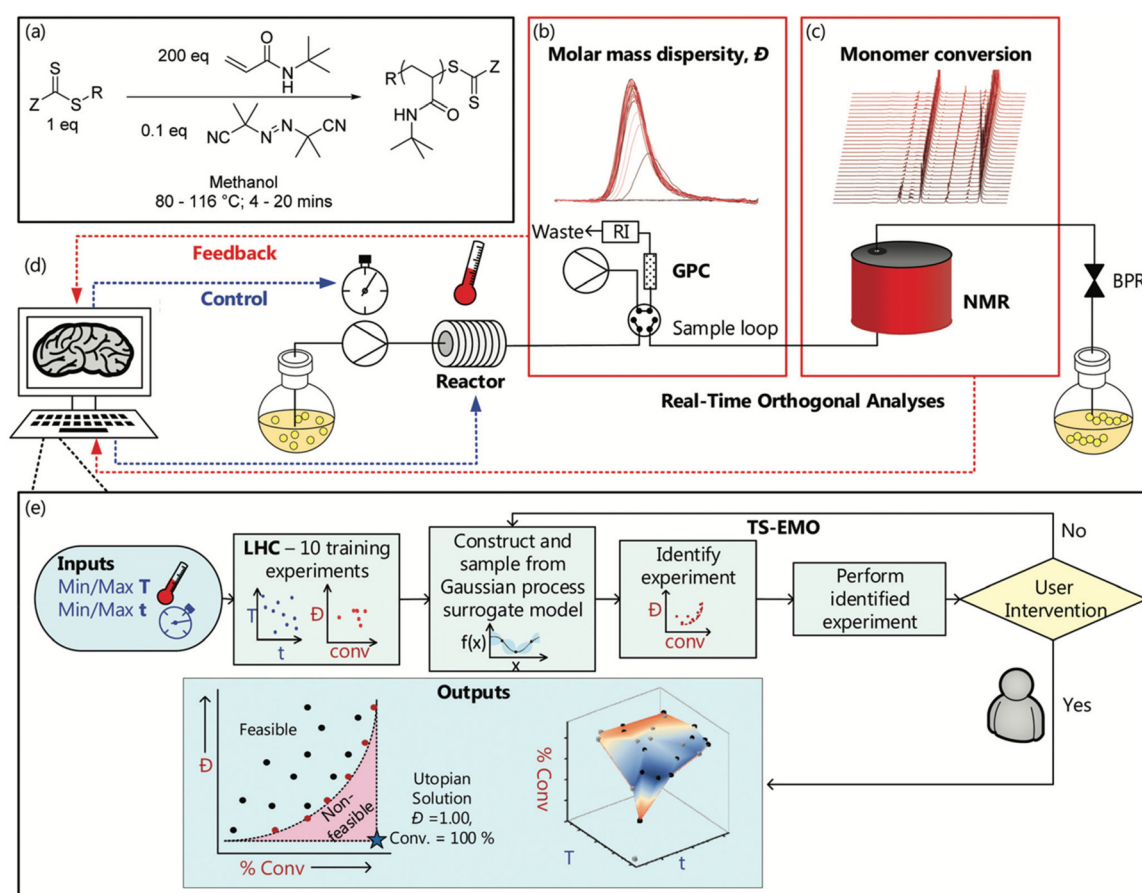 (a)
200 eq
O
N
H
S
Z
S
R
1 eq
0.1 eq
CN
N
N
CN
Methanol
80 - 116 °C; 4 - 20 mins
R
S
Z
S
O
HN
(b)
Molar mass dispersity, Đ
Waste
RI
GPC
Sample loop
(c)
Monomer conversion
NMR
BPR
(d)
Feedback
Control
Reactor
Real-Time Orthogonal Analyses
(e)
TS-EMO
Inputs
Min/Max T
Min/Max t
LHC – 10 training
experiments
T
t
Đ
conv
Construct and
sample from
Gaussian process
surrogate model
f(x)
x
Identify
experiment
Đ
conv
Perform
identified
experiment
User
Intervention
No
Yes
Outputs
Đ
Feasible
Non-
feasible
% Conv
Utopian
Solution
Đ =1.00,
Conv. = 100 %
% Conv
T
t